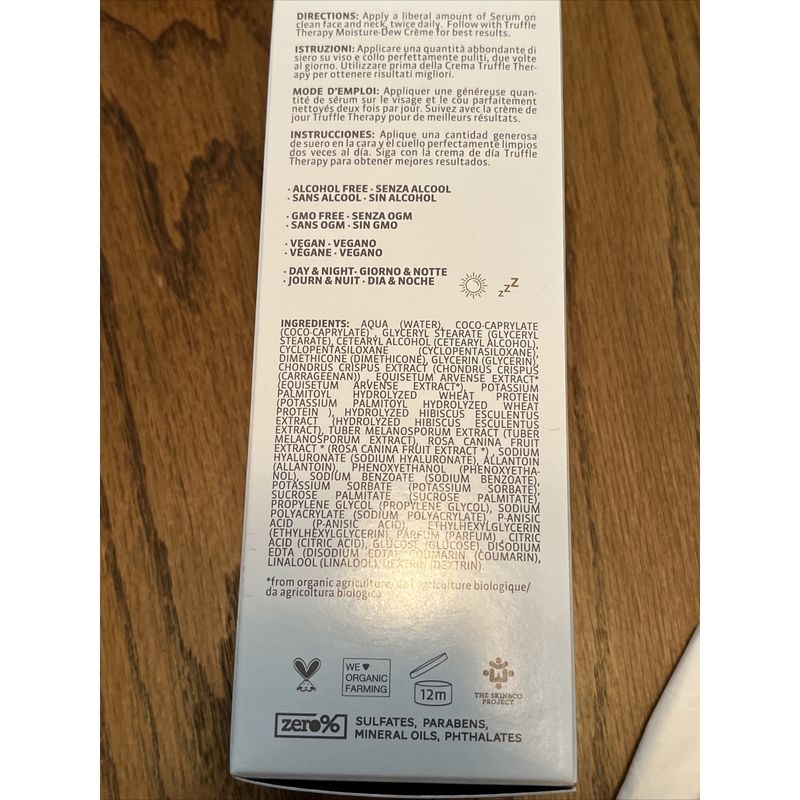 DIRECTIONS: Apply a liberal amount of Serum on
clean face and neck, twice daily. Follow with Truffle
Therapy Moisture-Dew Crème for best results.
ISTRUZIONI: Applicare una quantità abbondante di
siero su viso e collo perfettamente puliti, due volte
al giorno. Utilizzare prima della Crema Truffle Ther-
apy per ottenere risultati migliori.
MODE D'EMPLOI: Appliquer une généreuse quan-
tité de sérum sur le visage et le cou parfaitement
nettoyés deux fois par jour. Suivez avec la crème de
jour Truffle Therapy pour de meilleurs résultats.
INSTRUCCIONES: Aplique una cantidad generosa
de suero en la cara y el cuello perfectamente limpios
dos veces al día. Siga con la crema de día Truffle
Therapy para obtener mejores resultados.
· ALCOHOL FREE · SENZA ALCOOL
· SANS ALCOOL · SIN ALCOHOL
· GMO FREE · SENZA OGM
· SANS OGM · SIN GMO
· VEGAN · VEGANO
· VÉGANE · VEGANO
· DAY & NIGHT· GIORNO & NOTTE
· JOURN & NUIT · DIA & NOCHE
zzZ
INGREDIENTS: AQUA (WATER), COCO-CAPRYLATE
(COCO-CAPRYLATE) , GLYCERYL STEARATE (GLYCERYL
STEARATE), CETEARYL ALCOHOL (CETEARYL ALCOHOL),
CYCLOPENTASILOXANE (CYCLOPENTASILOXANE),
DIMETHICONE (DIMETHICONE), GLYCERIN (GLYCERIN),
CHONDRUS CRISPUS EXTRACT (CHONDRUS CRISPUS
(CARRAGEENAN)) , EQUISETUM ARVENSE EXTRACT*
(EQUISETUM ARVENSE EXTRACT*), POTASSIUM
PALMITOYL HYDROLYZED WHEAT PROTEIN
(POTASSIUM PALMITOYL HYDROLYZED WHEAT
PROTEIN ), HYDROLYZED HIBISCUS ESCULENTUS
EXTRACT (HYDROLYZED HIBISCUS ESCULENTUS
EXTRACT), TUBER MELANOSPORUM EXTRACT (TUBER
MELANOSPORUM EXTRACT), ROSA CANINA FRUIT
EXTRACT * (ROSA CANINA FRUIT EXTRACT *) , SODIUM
HYALURONATE (SODIUM HYALURONATE), ALLANTOIN
(ALLANTOIN), PHENOXYETHANOL (PHENOXYETHA-
NOL), SODIUM BENZOATE (SODIUM BENZOATE),
POTASSIUM SORBATE (POTASSIUM SORBATE),
SUCROSE PALMITATE (SUCROSE PALMITATE),
PROPYLENE GLYCOL (PROPYLENE GLYCOL), SODIUM
POLYACRYLATE (SODIUM POLYACRYLATE), P-ANISIC
ACID (P-ANISIC ACID), ETHYLHEXYLGLYCERIN
(ETHYLHEXYLGLYCERIN), PARFUM (PARFUM) , CITRIC
ACID (CITRIC ACID), GLUCOSE (GLUCOSE), DISODIUM
EDTA (DISODIUM EDTA), COUMARIN (COUMARIN),
LINALOOL (LINALOOL), DEXTRIN (DEXTRIN).
*from organic agriculture/ de l'agriculture biologique/
da agricoltura biologica
WE ♥
ORGANIC
FARMING
12m
THE SKIN&CO
PROJECT
zero%
SULFATES, PARABENS,
MINERAL OILS, PHTHALATES